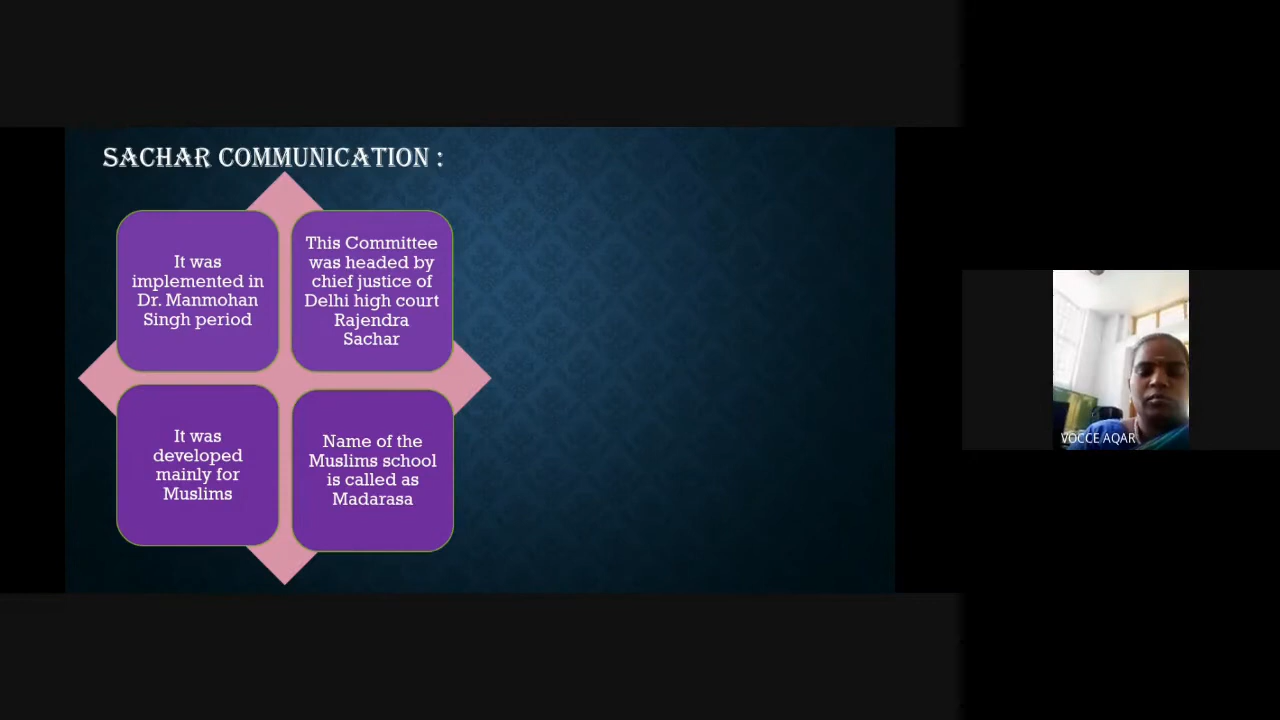 SACHAR COMMUNICATION :
It was
implemented in
Dr. Manmohan
Singh period
This Committee
was headed by
chief justice of
Delhi high court
Rajendra
Sachar
It was
developed
mainly for
Muslims
Name of the
Muslims school
is called as
Madarasa
VOCCE AQAR